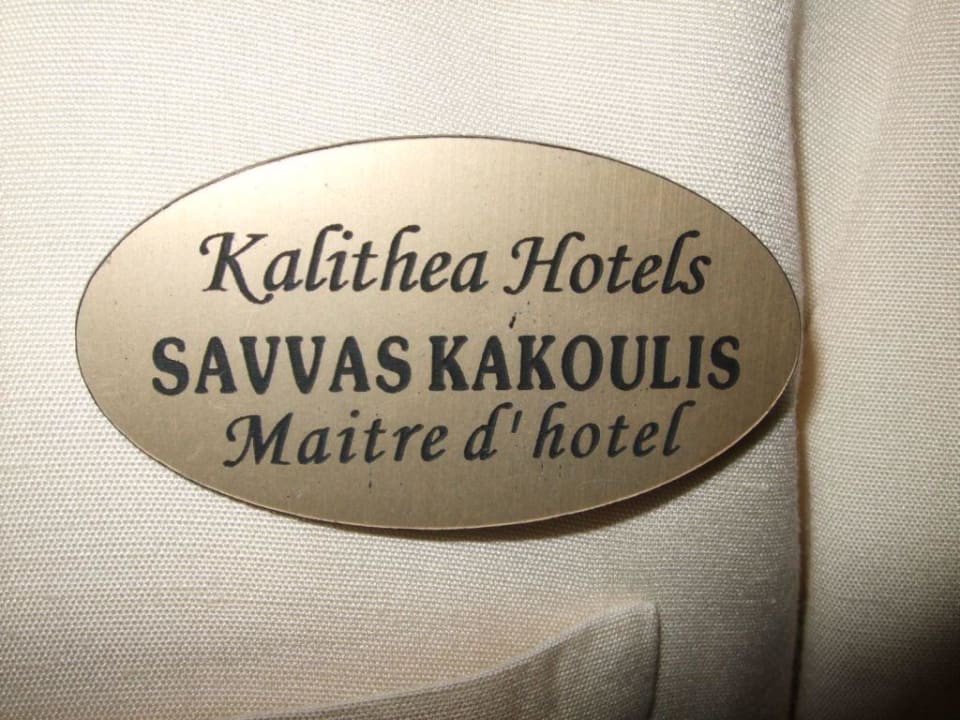 Kalithea Hotels
SAVVAS KAKOULIS
Maitre d'hotel